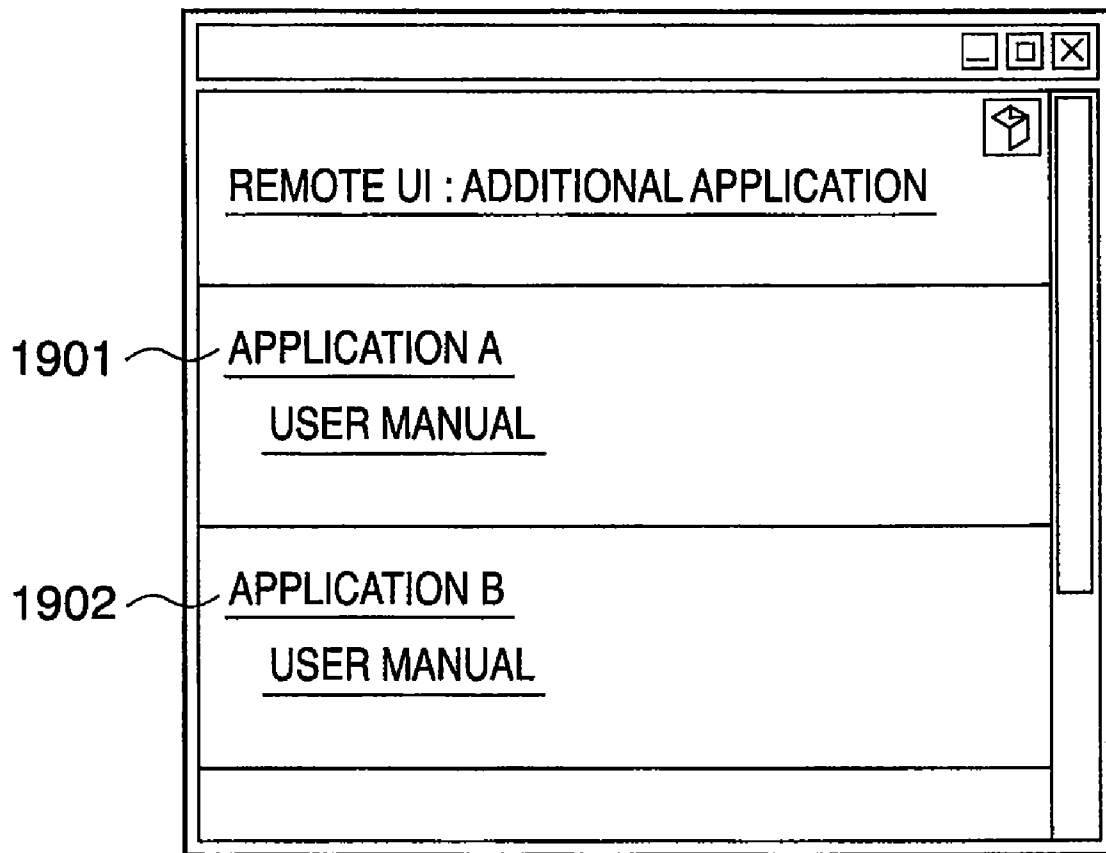 REMOTE UI : ADDITIONAL APPLICATION
1901 APPLICATION A
USER MANUAL
1902 APPLICATION B
USER MANUAL